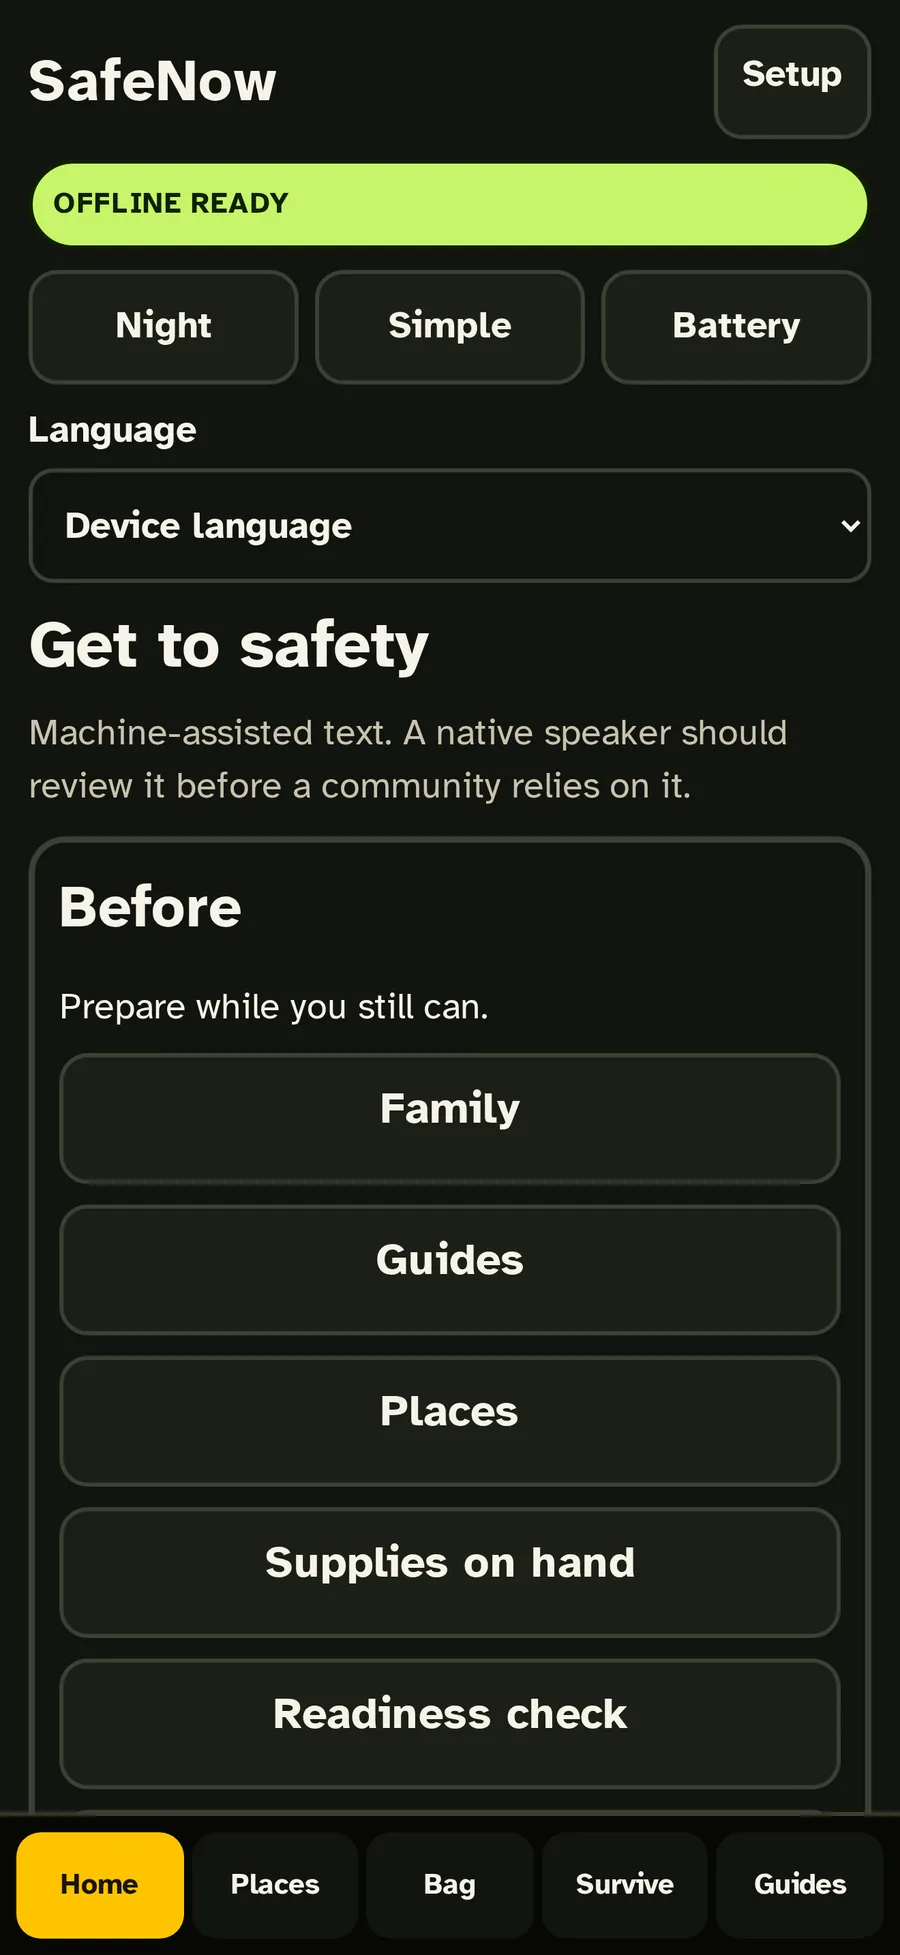 SafeNow
Setup
OFFLINE READY
Night
Simple
Battery
Language
Device language
Get to safety
Machine-assisted text. A native speaker should
review it before a community relies on it.
Before
Prepare while you still can.
Family
Guides
Places
Supplies on hand
Readiness check
Home
Places
Bag
Survive
Guides